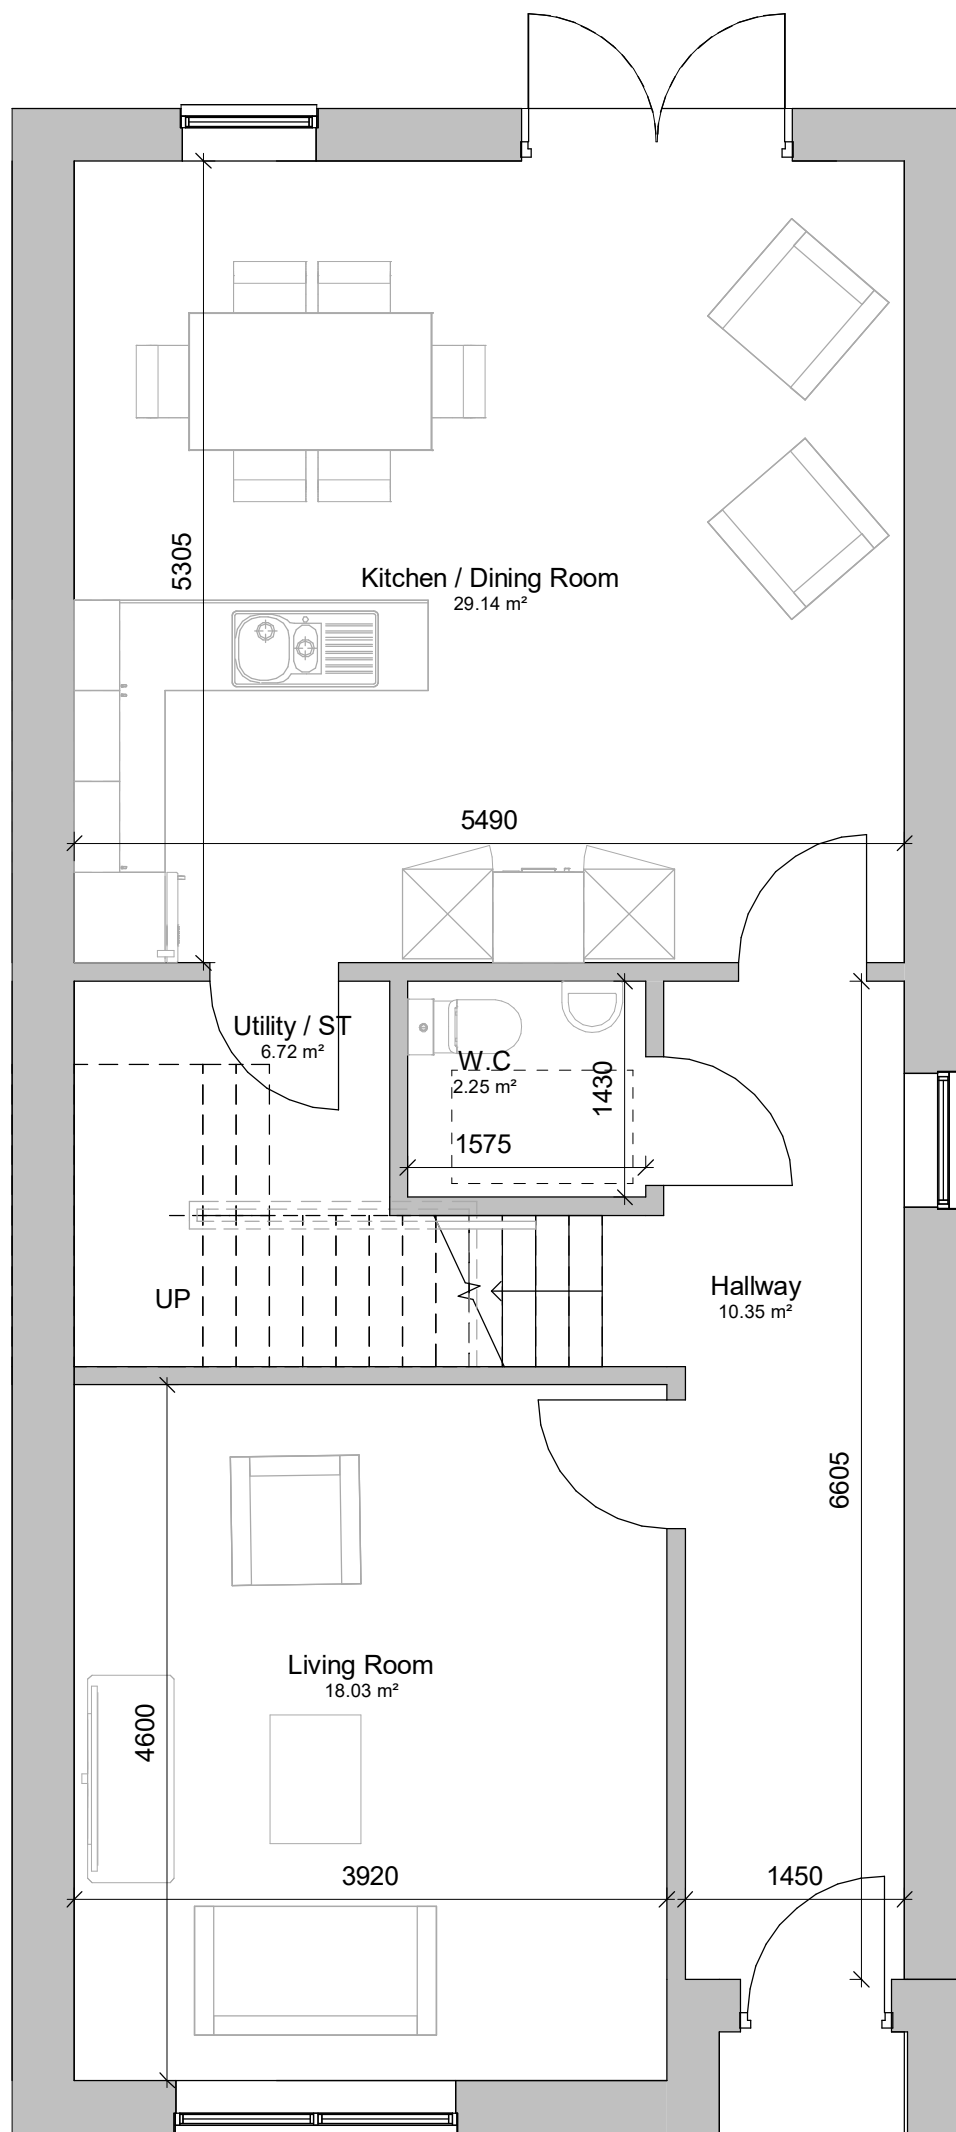 5305
Kitchen / Dining Room
29.14 m²
5490
Utility / ST
6.72 m²
W.C
2.25 m²
1430
1575
UP
Hallway
10.35 m²
6605
Living Room
18.03 m²
4600
3920
1450